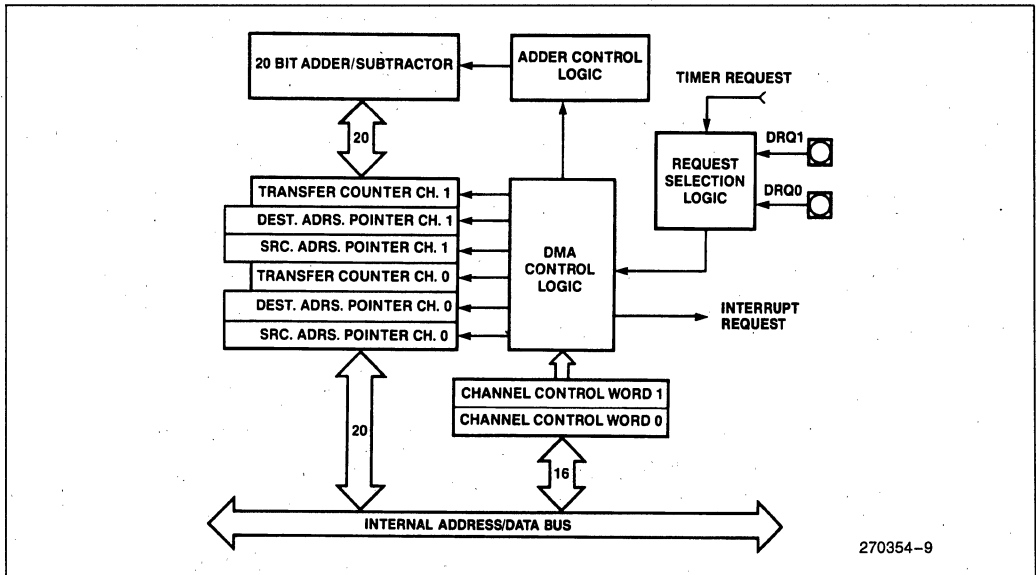 20 BIT ADDER/SUBTRACTOR
ADDER CONTROL
LOGIC
TIMER REQUEST
20
DRQ1
REQUEST
SELECTION
LOGIC
DRQ0
TRANSFER COUNTER CH. 1
DEST. ADRS. POINTER CH. 1
SRC. ADRS. POINTER CH. 1
TRANSFER COUNTER CH. 0
DEST. ADRS. POINTER CH. 0
SRC. ADRS. POINTER CH. 0
DMA
CONTROL
LOGIC
INTERRUPT
REQUEST
CHANNEL CONTROL WORD 1
CHANNEL CONTROL WORD 0
20
16
INTERNAL ADDRESS/DATA BUS
270354-9